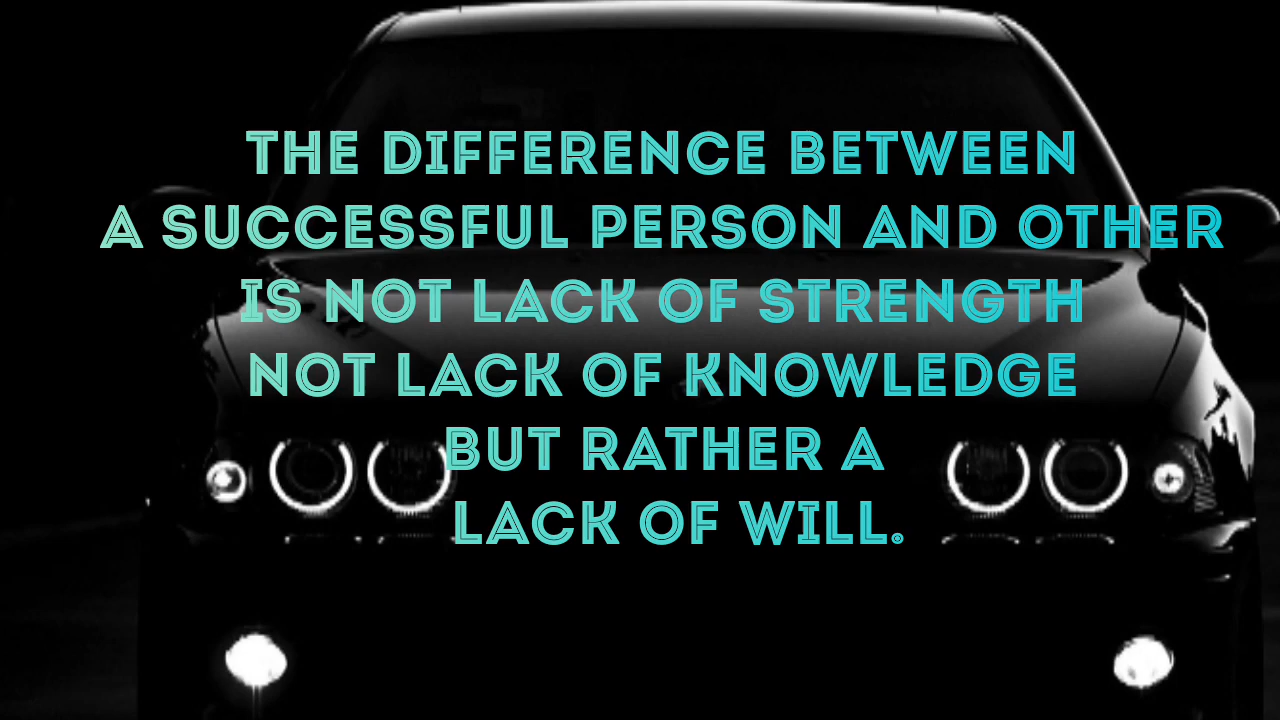 THE DIFFERENCE BETWEEN
A SUCCESSFUL PERSON AND OTHER
IS NOT LACK OF STRENGTH
NOT LACK OF KNOWLEDGE
BUT RATHER A
LACK OF WILL.